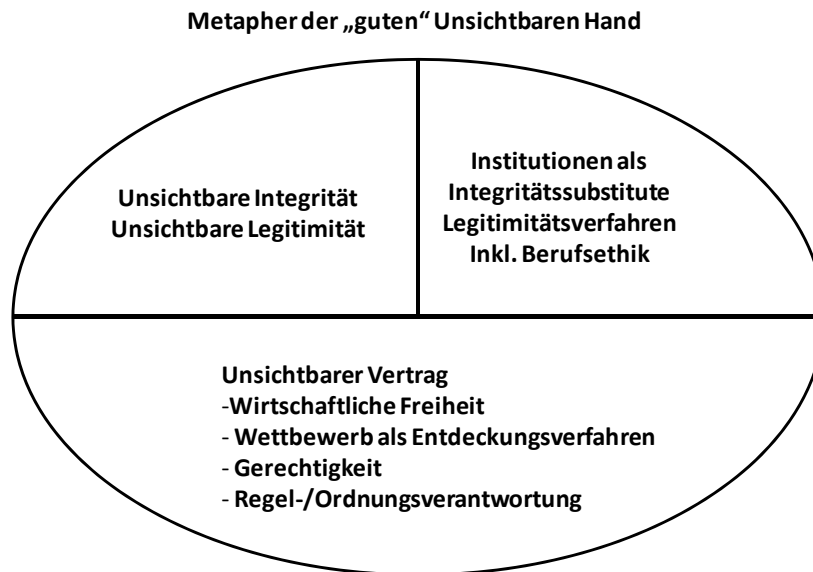 Metapher der „guten“ Unsichtbaren Hand
Unsichtbare Integrität
Unsichtbare Legitimität
Institutionen als
Integritätssubstitute
Legitimitätsverfahren
Inkl. Berufsethik
Unsichtbarer Vertrag
-Wirtschaftliche Freiheit
- Wettbewerb als Entdeckungsverfahren
- Gerechtigkeit
- Regel-/Ordnungsverantwortung